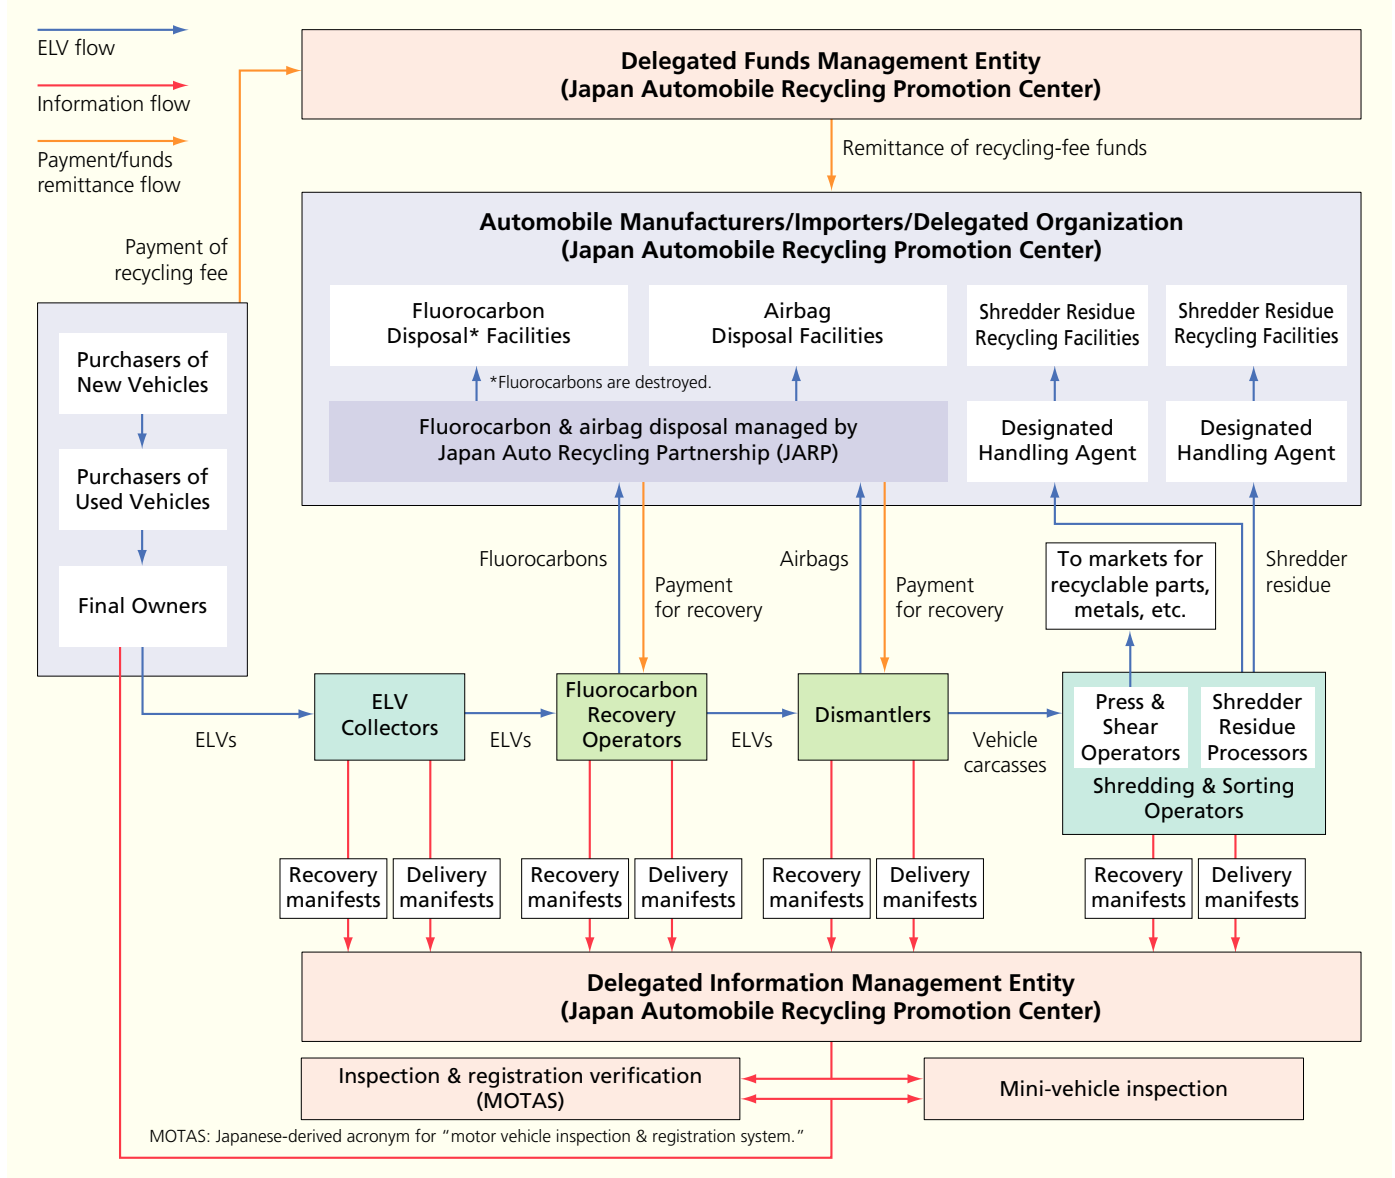 ELV flow
Information flow
Payment/funds
remittance flow
Delegated Funds Management Entity
(Japan Automobile Recycling Promotion Center)
Remittance of recycling-fee funds
Payment of
recycling fee
Automobile Manufacturers/Importers/Delegated Organization
(Japan Automobile Recycling Promotion Center)
Fluorocarbon
Disposal* Facilities
Airbag
Disposal Facilities
Shredder Residue
Recycling Facilities
Shredder Residue
Recycling Facilities
*Fluorocarbons are destroyed.
Fluorocarbon & airbag disposal managed by
Japan Auto Recycling Partnership (JARP)
Designated
Handling Agent
Designated
Handling Agent
Purchasers of
New Vehicles
Purchasers of
Used Vehicles
Final Owners
Fluorocarbons
Payment
for recovery
Airbags
Payment
for recovery
To markets for
recyclable parts,
metals, etc.
Shredder
residue
ELVs
ELV
Collectors
ELVs
Fluorocarbon
Recovery
Operators
ELVs
Dismantlers
Vehicle
carcasses
Press &
Shear
Operators
Shredder
Residue
Processors
Shredding & Sorting
Operators
Recovery
manifests
Delivery
manifests
Recovery
manifests
Delivery
manifests
Recovery
manifests
Delivery
manifests
Recovery
manifests
Delivery
manifests
Delegated Information Management Entity
(Japan Automobile Recycling Promotion Center)
Inspection & registration verification
(MOTAS)
Mini-vehicle inspection
MOTAS: Japanese-derived acronym for “motor vehicle inspection & registration system.”